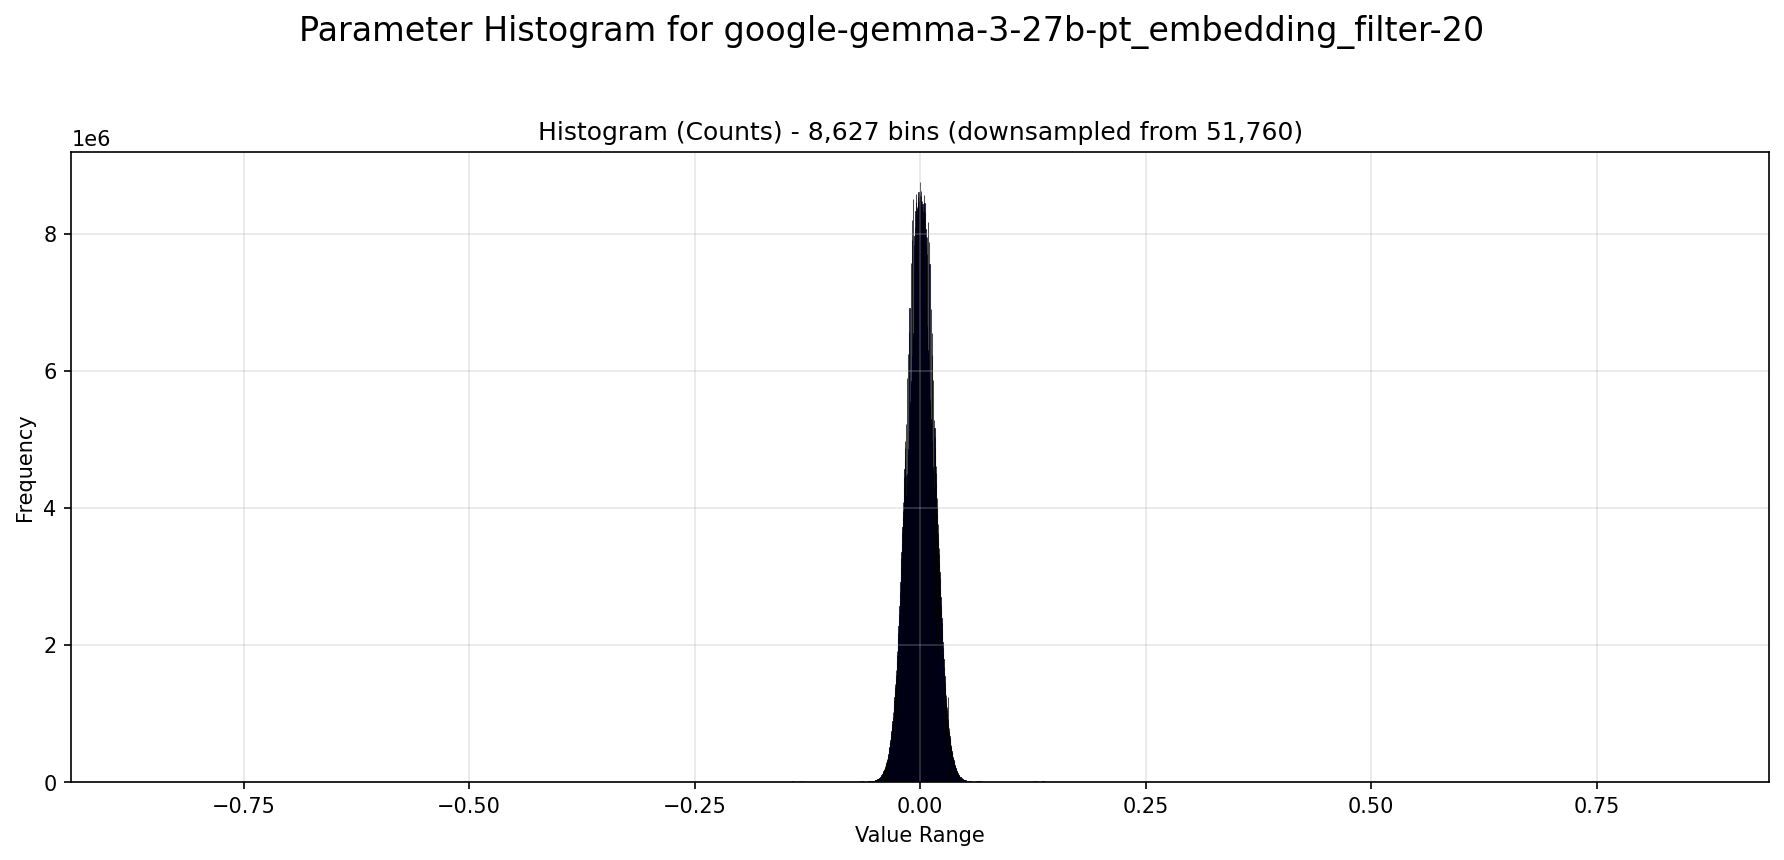 Parameter Histogram for google-gemma-3-27b-pt_embedding_filter-20
Histogram (Counts) - 8,627 bins (downsampled from 51,760)
1e6
8
6
4
2
0
Frequency
−0.75
−0.50
−0.25
0.00
0.25
0.50
0.75
Value Range